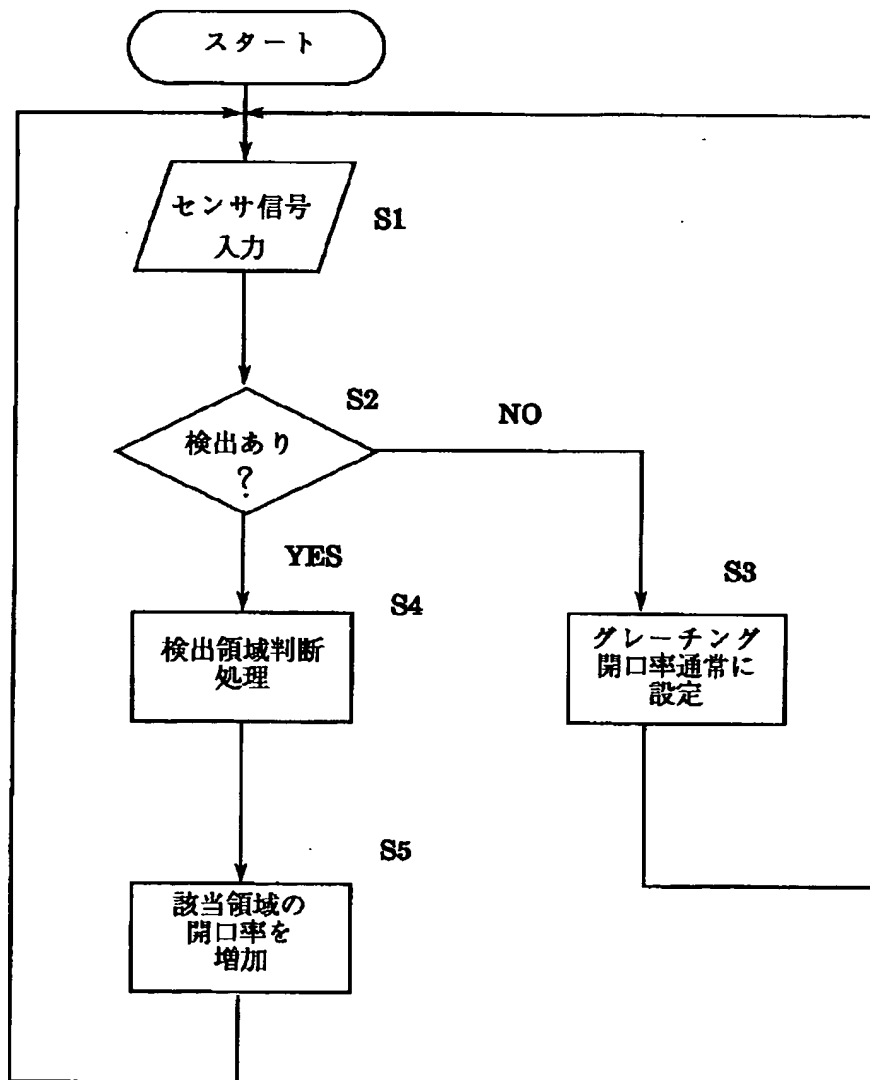 スタート
センサ信号
入力
S1
S2
検出あり
?
NO
YES
S3
グレーチング
開口率通常に
設定
S4
検出領域判断
処理
S5
該当領域の
開口率を
増加